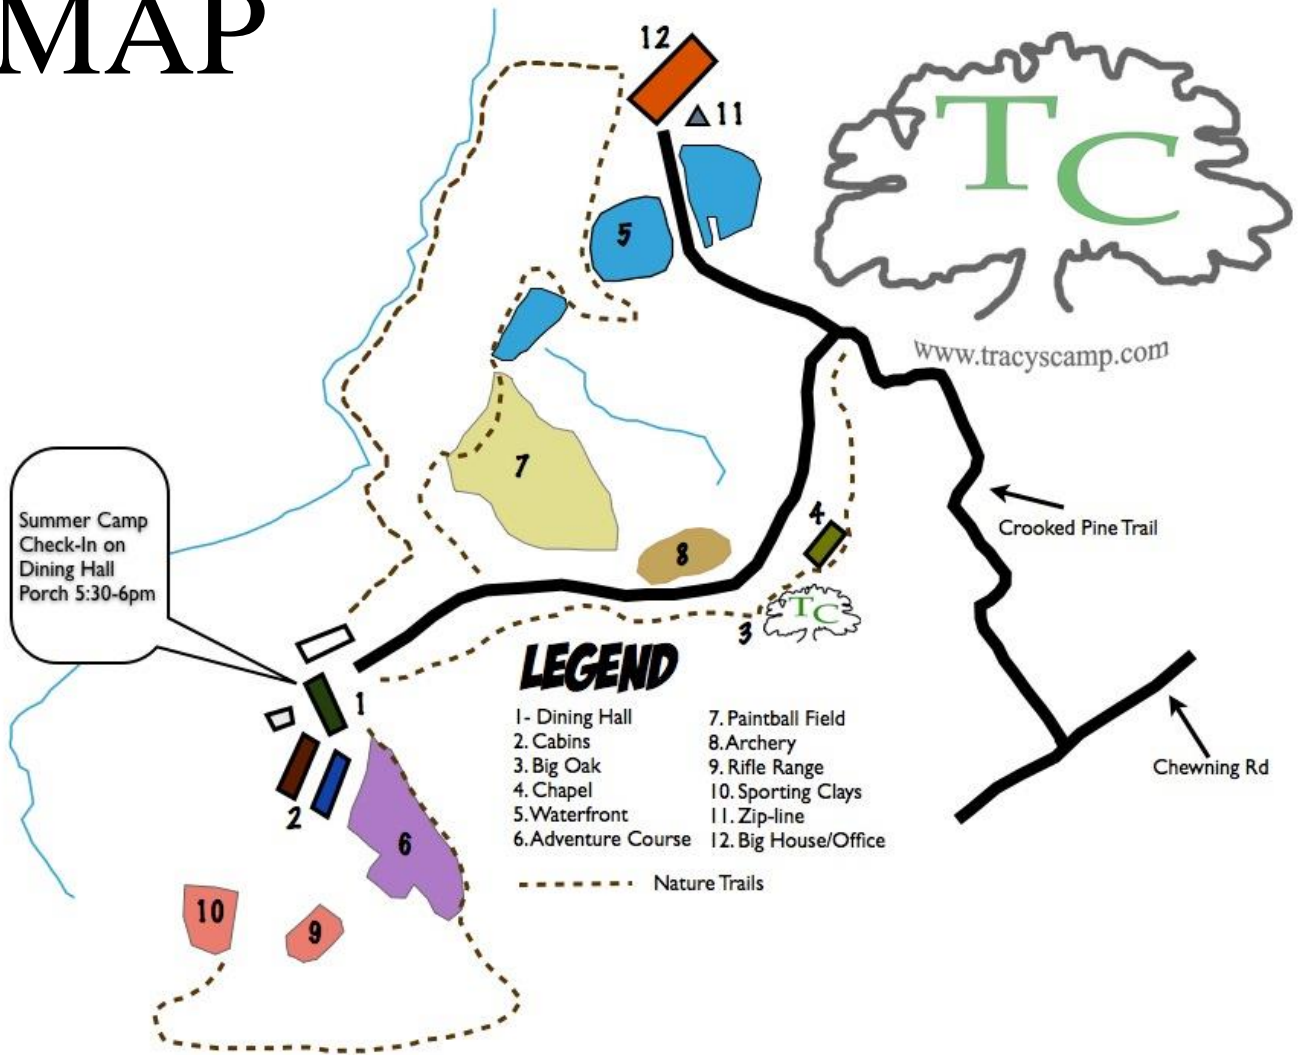 MAP
12
11
TC
www.tracyscamp.com
5
7
4
Crooked Pine Trail
Summer Camp
Check-In on
Dining Hall
Porch 5:30-6pm
8
TC
3
LEGEND
1- Dining Hall
2. Cabins
3. Big Oak
4. Chapel
5. Waterfront
6. Adventure Course
7. Paintball Field
8. Archery
9. Rifle Range
10. Sporting Clays
11. Zip-line
12. Big House/Office
Nature Trails
Chewning Rd
1
2
6
10
9